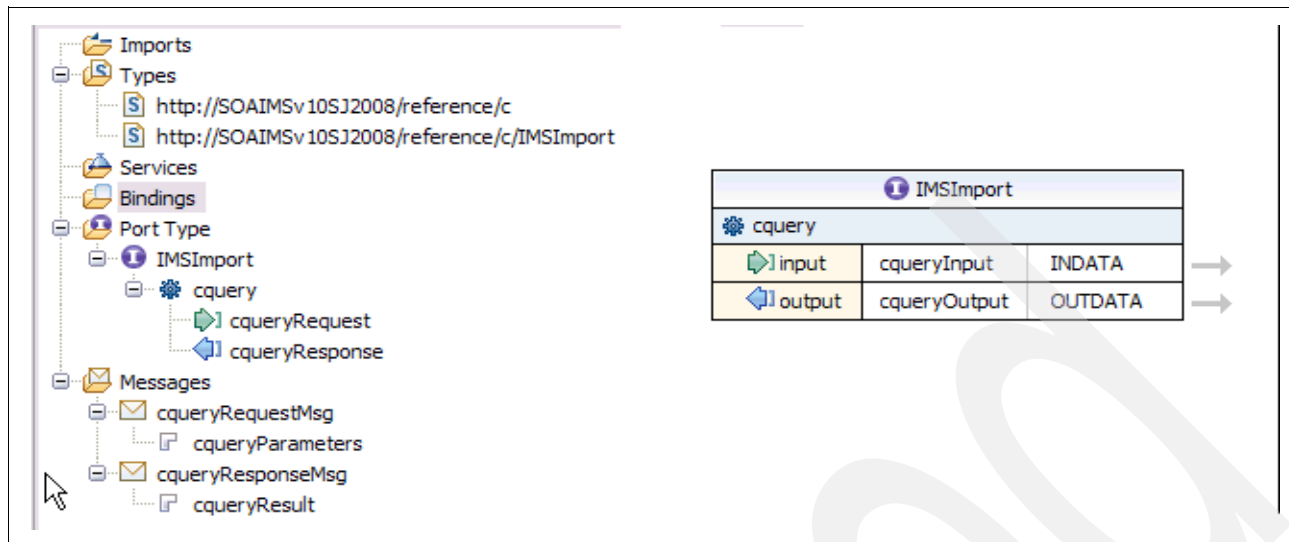 Imports
Types
http://SOAIMSv10SJ2008/reference/c
http://SOAIMSv10SJ2008/reference/c/IMSImport
Services
Bindings
Port Type
IMSImport
cquery
cqueryRequest
cqueryResponse
Messages
cqueryRequestMsg
cqueryParameters
cqueryResponseMsg
cqueryResult
IMSImport
cquery
input cqueryInput INDATA
output cqueryOutput OUTDATA